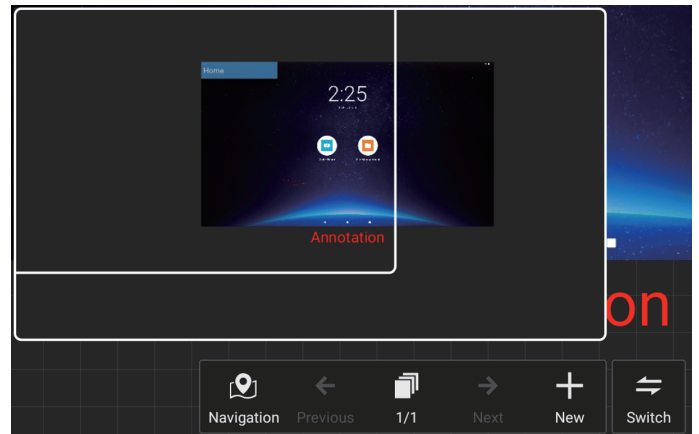 Home
2:25
Annotation
on
Navigation
Previous
1/1
Next
New
Switch